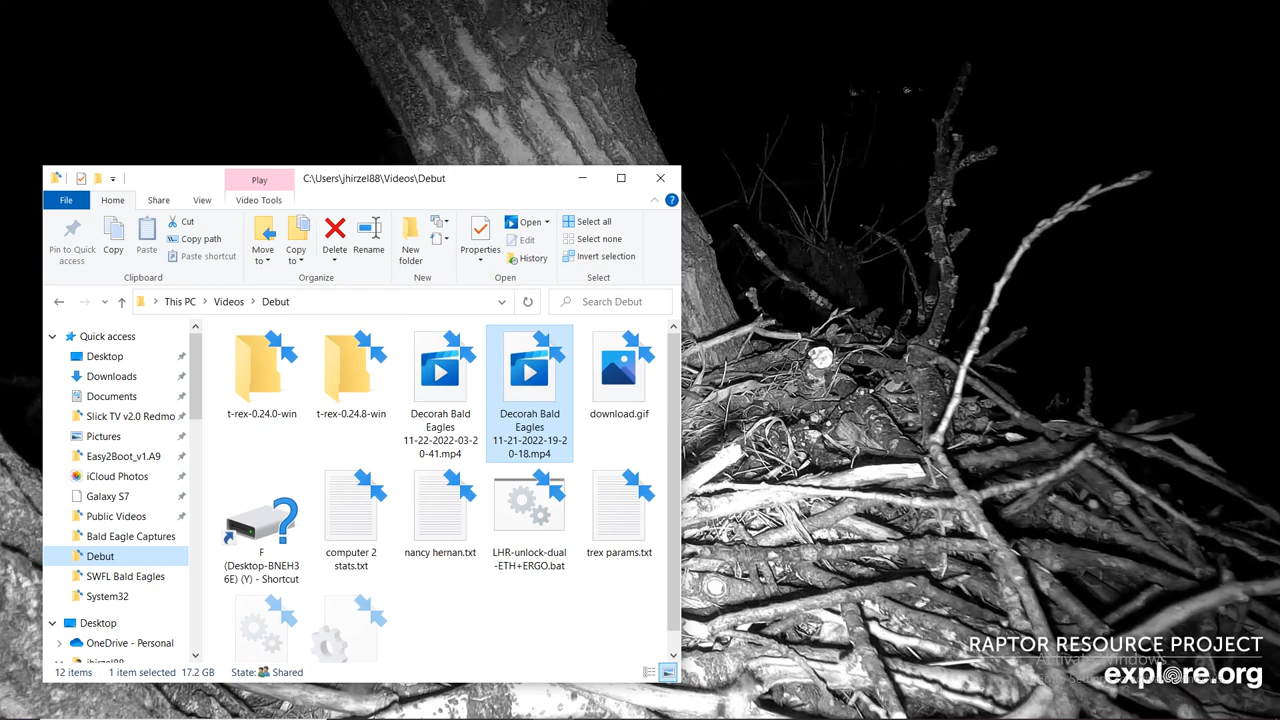 Play
C:\Users\jhirzel88\Videos\Debut
File
Home
Share
View
Video Tools
Pin to Quick
access
Copy
Paste
Cut
Copy path
Paste shortcut
Clipboard
Move
to
Copy
to
Delete
Rename
Organize
New
folder
New
Properties
Open
Edit
History
Open
Select all
Select none
Invert selection
Select
This PC
Videos
Debut
Search Debut
Quick access
Desktop
Downloads
Documents
Slick TV v2.0 Redmo
Pictures
Easy2Boot_v1.A9
iCloud Photos
Galaxy S7
Public Videos
Bald Eagle Captures
Debut
SWFL Bald Eagles
System32
Desktop
OneDrive - Personal
jhirzel88
t-rex-0.24.0-win
t-rex-0.24.8-win
Decorah Bald
Eagles
11-22-2022-03-2
0-41.mp4
Decorah Bald
Eagles
11-21-2022-19-2
0-18.mp4
download.gif
F
(Desktop-BNEH3
6E) (Y) - Shortcut
computer 2
stats.txt
nancy hernan.txt
LHR-unlock-dual
-ETH+ERGO.bat
trex params.txt
12 items
1 item selected
17.2 GB
State:
Shared
RAPTOR RESOURCE PROJECT
Activate Windows
explore.org